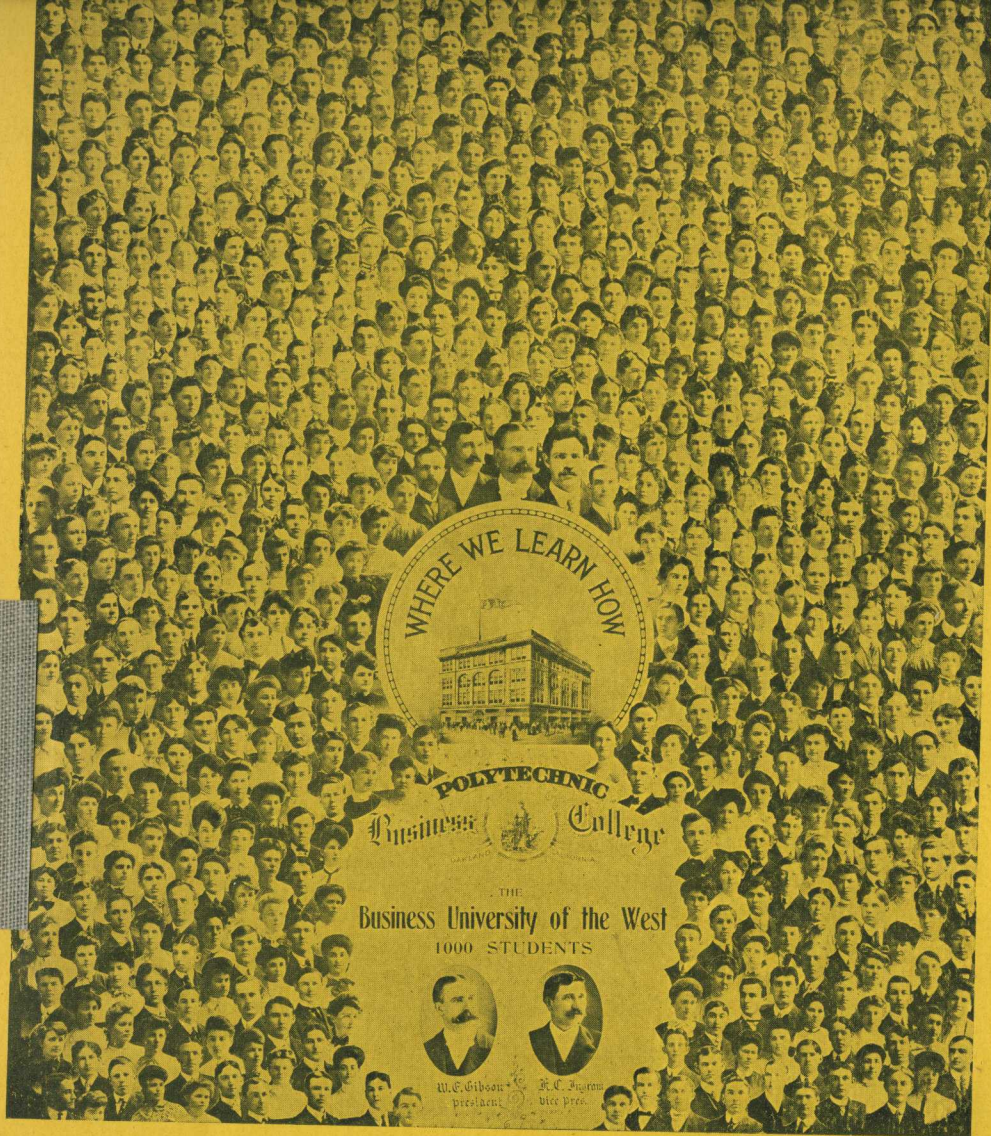 WHERE WE LEARN HOW
POLYTECHNIC
Business College
OAKLAND CALIFORNIA
THE
Business University of the West
1000 STUDENTS
W.E. Gibson H.C. Ingram
president vice pres.